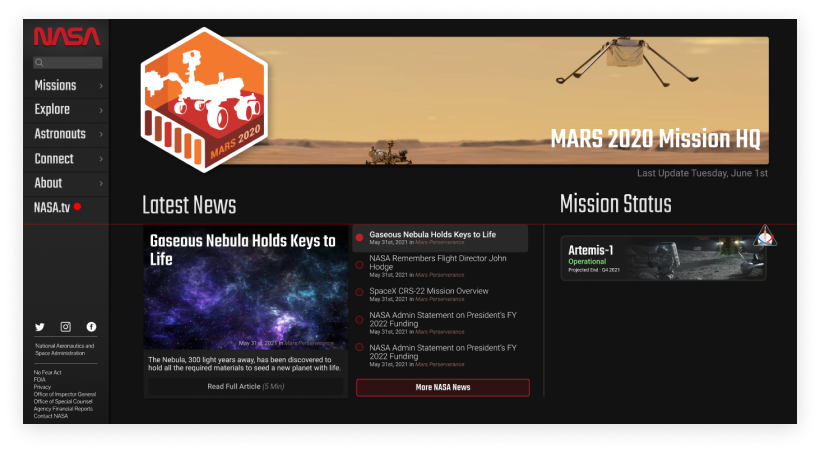 NASA
Missions
Explore
Astronauts
Connect
About
NASA.tv
National Aeronautics and
Space Administration
No Fear Act
FOIA
Privacy
Office of Inspector General
Office of Special Counsel
Agency Financial Reports
Contact NASA
MARS 2020
MARS 2020 Mission HQ
Last Update Tuesday, June 1st
Latest News
Gaseous Nebula Holds Keys to
Life
May 31st, 2021 in Mars Perserverance
The Nebula, 300 light years away, has been discovered to
hold all the required materials to seed a new planet with life.
Read Full Article (5 Min)
Gaseous Nebula Holds Keys to Life
May 31st, 2021 in Mars Perserverance
NASA Remembers Flight Director John
Hodge
May 31st, 2021 in Mars Perserverance
SpaceX CRS-22 Mission Overview
May 31st, 2021 in Mars Perserverance
NASA Admin Statement on President's FY
2022 Funding
May 31st, 2021 in Mars Perserverance
NASA Admin Statement on President's FY
2022 Funding
May 31st, 2021 in Mars Perserverance
More NASA News
Mission Status
Artemis-1
Operational
Projected End : Q4 2021